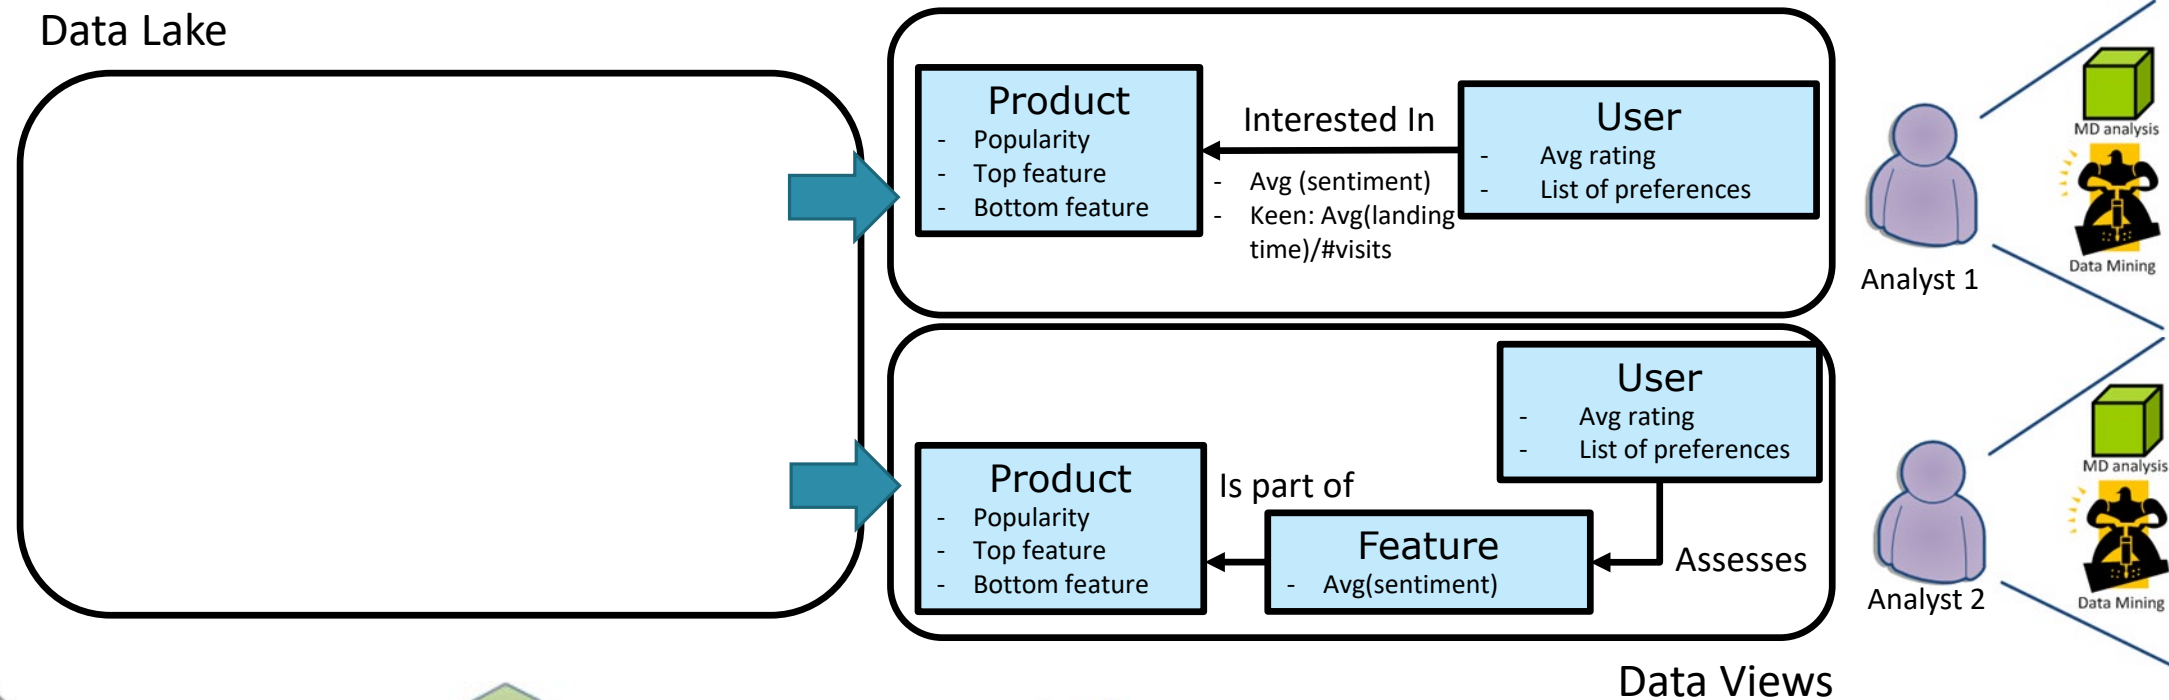 Data Lake
Product
- Popularity
- Top feature
- Bottom feature
Interested In
- Avg (sentiment)
- Keen: Avg(landing
time)/#visits
User
- Avg rating
- List of preferences
Analyst 1
MD analysis
Data Mining
Product
- Popularity
- Top feature
- Bottom feature
Is part of
Feature
- Avg(sentiment)
User
- Avg rating
- List of preferences
Assesses
Analyst 2
MD analysis
Data Mining
Data Views